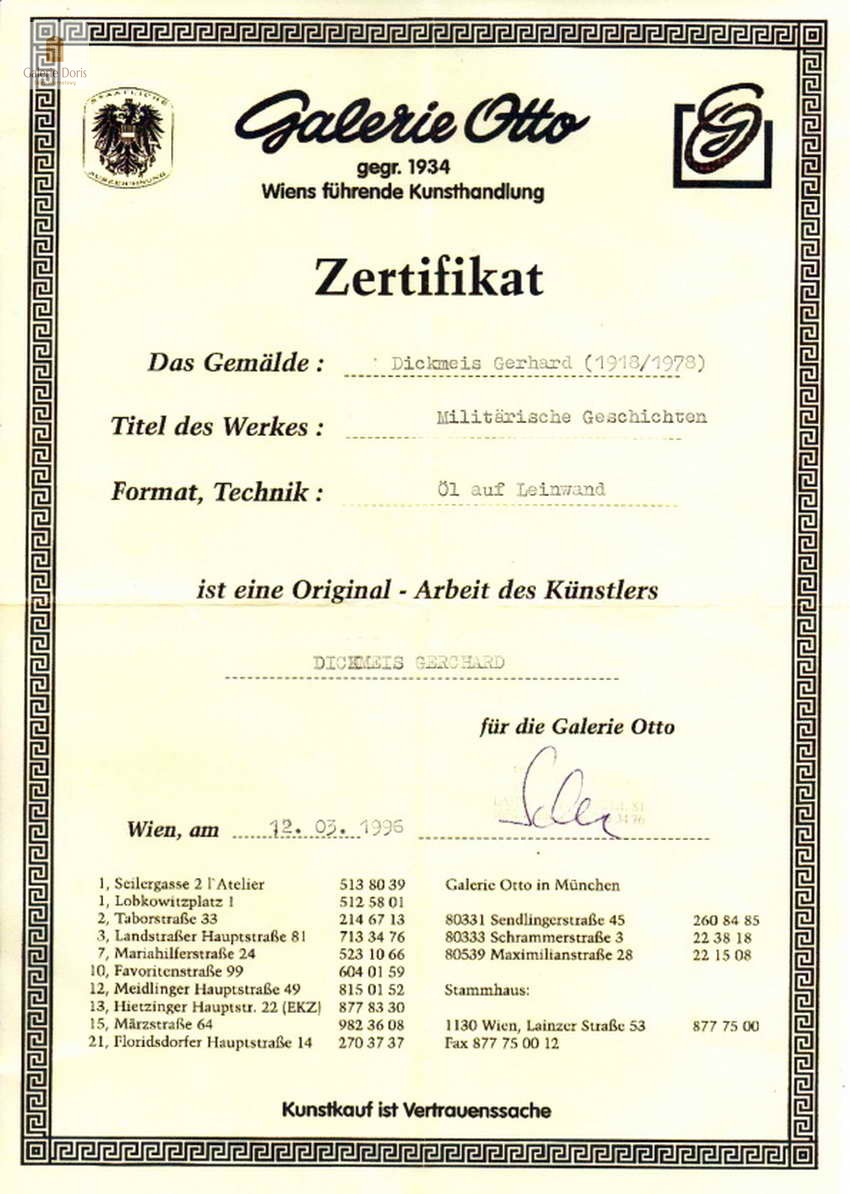 Galerie Doris
STAATLICHE
AUSZEICHNUNG
Galerie Otto
gegr. 1934
Wiens führende Kunsthandlung
Zertifikat
Das Gemälde : Dickmeis Gerhard (1918/1978)
Titel des Werkes : Militärische Geschichten
Format, Technik : Öl auf Leinwand
ist eine Original - Arbeit des Künstlers
DICKMEIS GERCHARD
für die Galerie Otto
Wien, am 12. 03. 1996
1, Seilergasse 2 l'Atelier 513 80 39
1, Lobkowitzplatz 1 512 58 01
2, Taborstraße 33 214 67 13
3, Landstraßer Hauptstraße 81 713 34 76
7, Mariahilferstraße 24 523 10 66
10, Favoritenstraße 99 604 01 59
12, Meidlinger Hauptstraße 49 815 01 52
13, Hietzinger Hauptstr. 22 (EKZ) 877 83 30
15, Märzstraße 64 982 36 08
21, Floridsdorfer Hauptstraße 14 270 37 37
Galerie Otto in München
80331 Sendlingerstraße 45 260 84 85
80333 Schrammerstraße 3 22 38 18
80539 Maximilianstraße 28 22 15 08
Stammhaus:
1130 Wien, Lainzer Straße 53 877 75 00
Fax 877 75 00 12
Kunstkauf ist Vertrauenssache